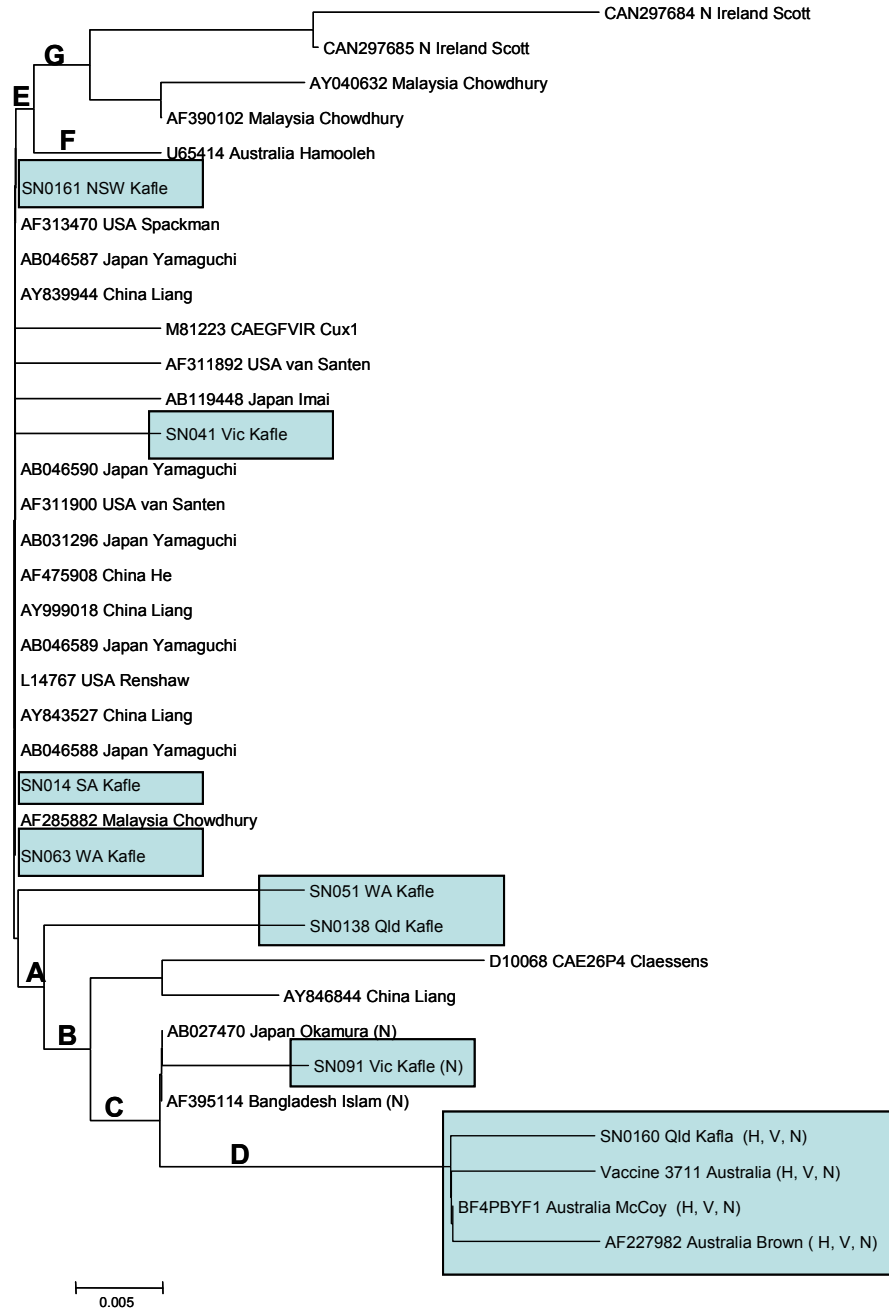 CAN297684 N Ireland Scott
G
CAN297685 N Ireland Scott
AY040632 Malaysia Chowdhury
E
AF390102 Malaysia Chowdhury
F
U65414 Australia Hamooleh
SN0161 NSW Kafle
AF313470 USA Spackman
AB046587 Japan Yamaguchi
AY839944 China Liang
M81223 CAEGFVIR Cux1
AF311892 USA van Santen
AB119448 Japan Imai
SN041 Vic Kafle
AB046590 Japan Yamaguchi
AF311900 USA van Santen
AB031296 Japan Yamaguchi
AF475908 China He
AY999018 China Liang
AB046589 Japan Yamaguchi
L14767 USA Renshaw
AY843527 China Liang
AB046588 Japan Yamaguchi
SN014 SA Kafle
AF285882 Malaysia Chowdhury
SN063 WA Kafle
SN051 WA Kafle
SN0138 Qld Kafle
D10068 CAE26P4 Claessens
A
AY846844 China Liang
AB027470 Japan Okamura (N)
B
SN091 Vic Kafle (N)
AF395114 Bangladesh Islam (N)
C
SN0160 Qld Kafla (H, V, N)
D
Vaccine 3711 Australia (H, V, N)
BF4PBYF1 Australia McCoy (H, V, N)
AF227982 Australia Brown ( H, V, N)
0.005